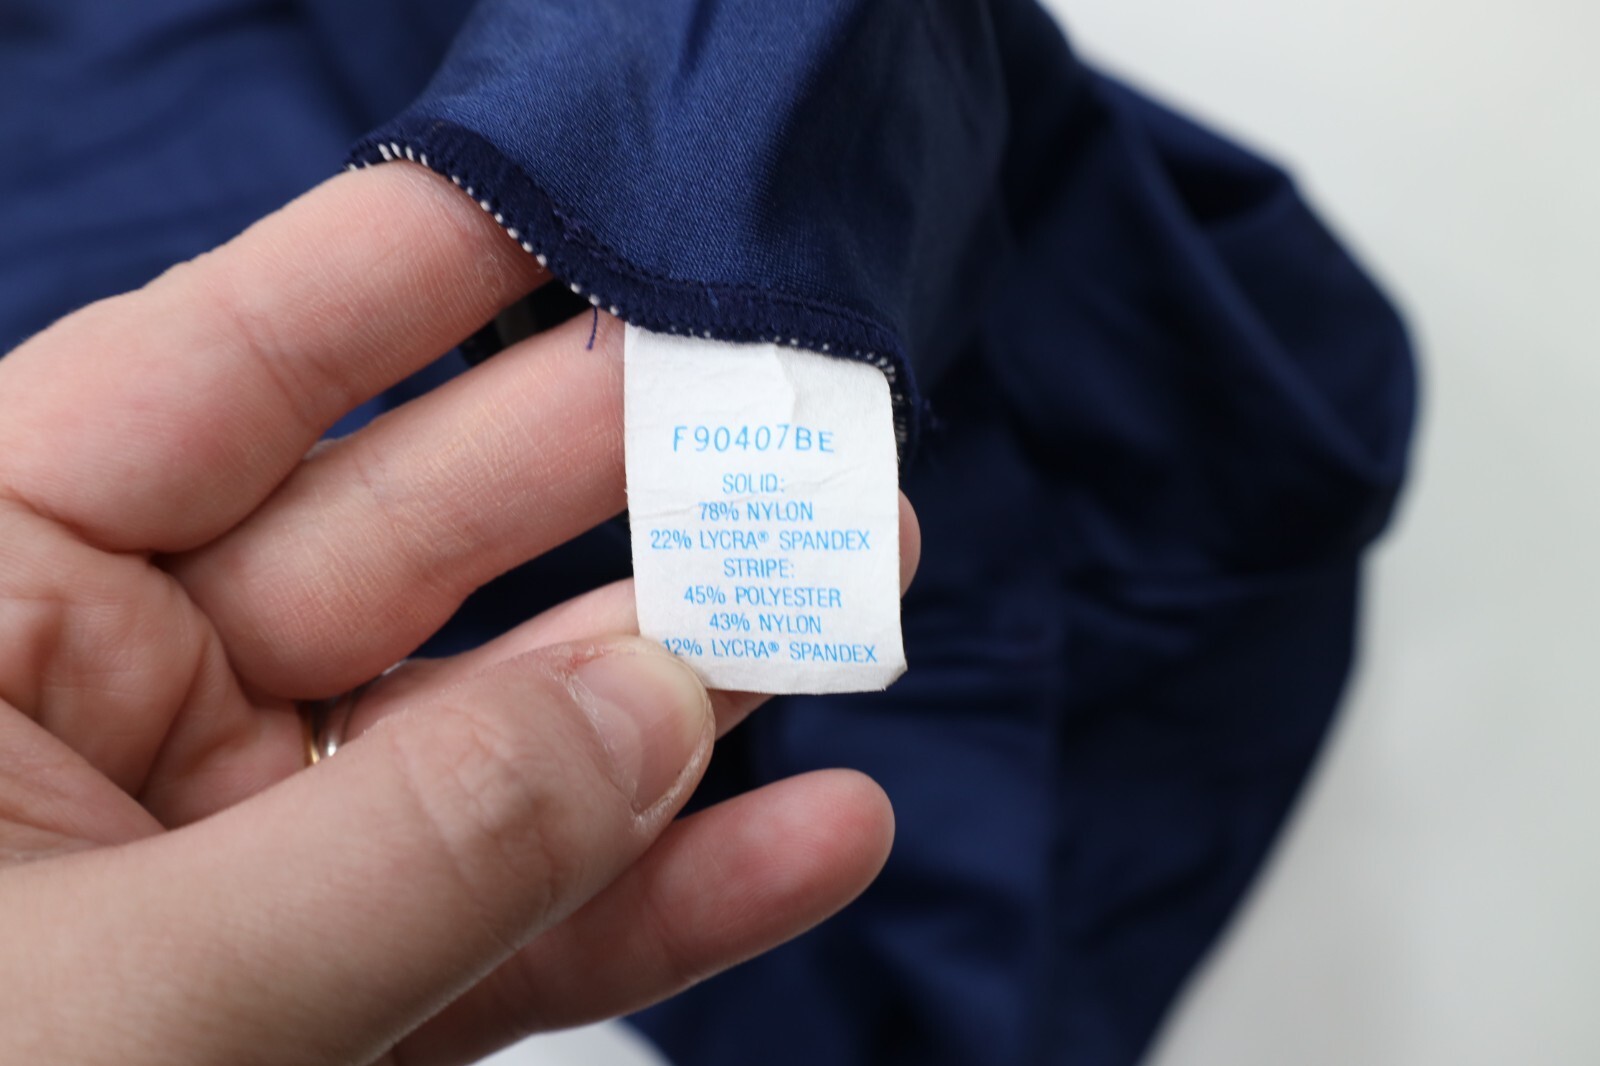 F90407BE
SOLID:
78% NYLON
22% LYCRA® SPANDEX
STRIPE:
45% POLYESTER
43% NYLON
12% LYCRA® SPANDEX